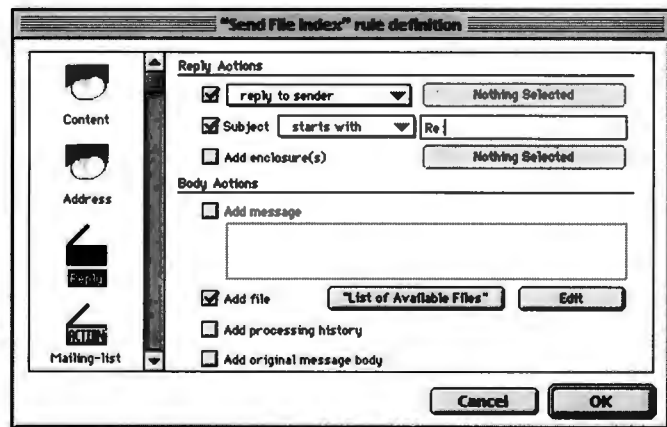 "Send File Index" rule definition
Content
Address
Reply
ACTION
Mailing-list
Reply Actions
reply to sender
Nothing Selected
Subject
starts with
Re:
Add enclosure(s)
Nothing Selected
Body Actions
Add message
Add file
"List of Available Files"
Edit
Add processing history
Add original message body
Cancel
OK